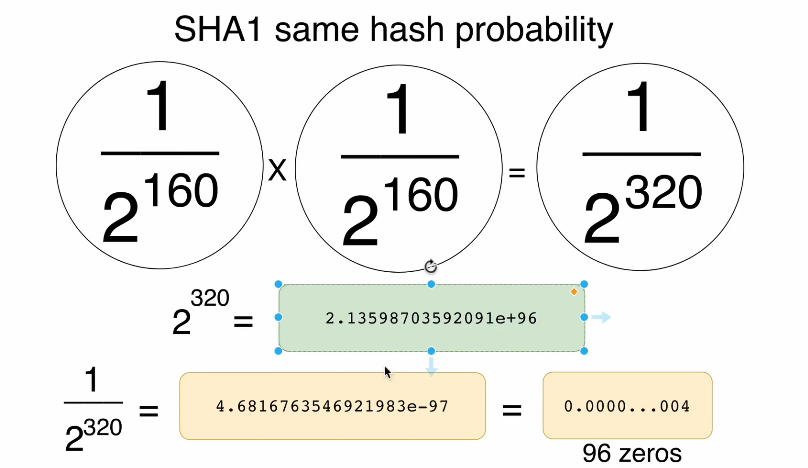 SHA1 same hash probability
1/2^160 X 1/2^160 = 1/2^320
2^320 = 2.13598703592091e+96
1/2^320 = 4.6816763546921983e-97 = 0.0000...004
96 zeros